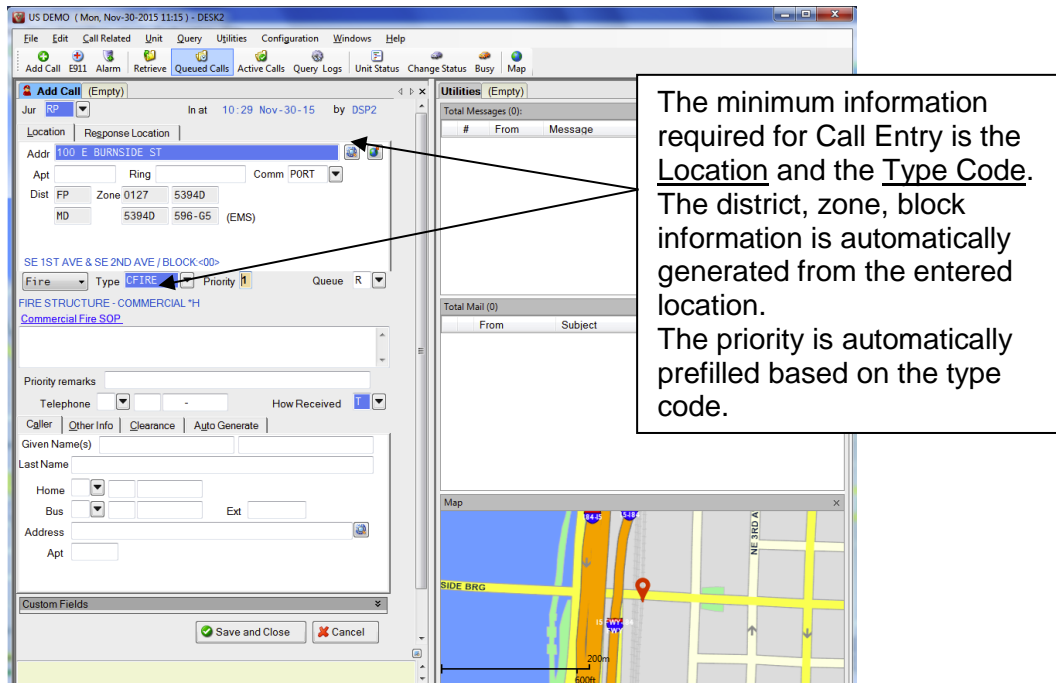 US DEMO ( Mon, Nov-30-2015 11:15 ) - DESK2
File Edit Call Related Unit Query Utilities Configuration Windows Help
Add Call E911 Alarm Retrieve Queued Calls Active Calls Query Logs Unit Status Change Status Busy Map
Add Call (Empty)
Jur RP In at 10:29 Nov-30-15 by DSP2
Location Response Location
Addr 100 E BURNSIDE ST
Apt Ring Comm PORT
Dist FP Zone 0127 5394D
MD 5394D 596-G5 (EMS)
SE 1ST AVE & SE 2ND AVE / BLOCK:<00>
Fire Type CFIRE Priority 1 Queue R
FIRE STRUCTURE - COMMERCIAL *H
Commercial Fire SOP
Priority remarks
Telephone - How Received T
Caller Other Info Clearance Auto Generate
Given Name(s)
Last Name
Home
Bus Ext
Address
Apt
Custom Fields
Save and Close Cancel
Utilities (Empty)
Total Messages (0):
# From Message
Total Mail (0)
From Subject
Map
SIDE BRG
NE 3RD A
200m
600ft
The minimum information
required for Call Entry is the
Location and the Type Code.
The district, zone, block
information is automatically
generated from the entered
location.
The priority is automatically
prefilled based on the type
code.